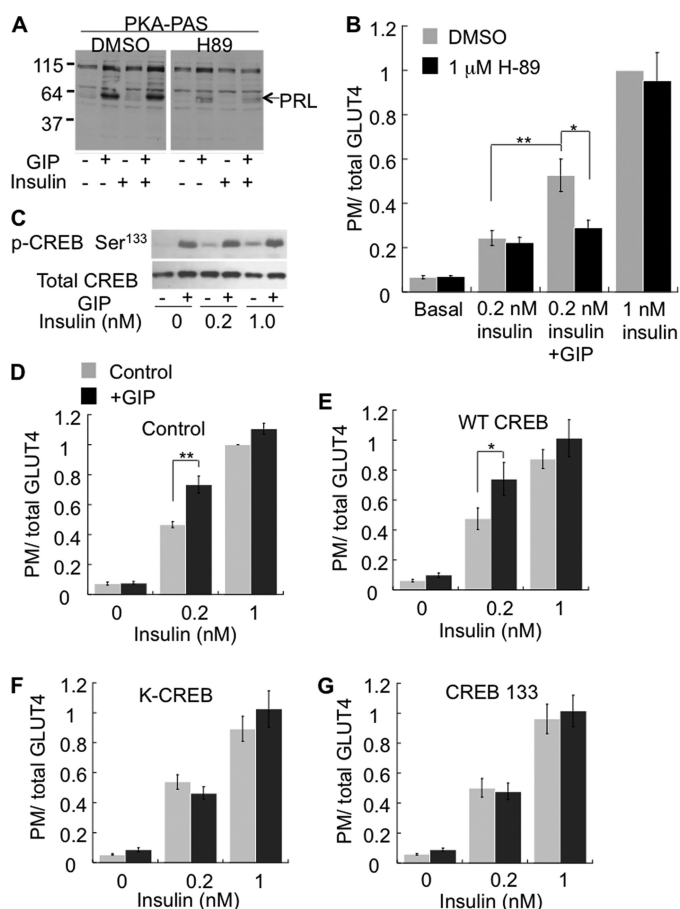 A
PKA-PAS
DMSO H89
115
64
37
PRL
GIP - + - + - + - +
Insulin - - + + - - + +
B
DMSO
1 µM H-89
PM/ total GLUT4
1.4
1.2
1
0.8
0.6
0.4
0.2
0
**
*
Basal
0.2 nM insulin
0.2 nM insulin +GIP
1 nM insulin
C
p-CREB Ser¹³³
Total CREB
GIP - + - + - +
Insulin (nM) 0 0.2 1.0
D
Control
+GIP
Control
PM/ total GLUT4
1.2
1
0.8
0.6
0.4
0.2
0
**
0 0.2 1
Insulin (nM)
E
WT CREB
PM/ total GLUT4
1.2
1
0.8
0.6
0.4
0.2
0
*
0 0.2 1
Insulin (nM)
F
K-CREB
PM/ total GLUT4
1.2
1
0.8
0.6
0.4
0.2
0
0 0.2 1
Insulin (nM)
G
CREB 133
PM/ total GLUT4
1.2
1
0.8
0.6
0.4
0.2
0
0 0.2 1
Insulin (nM)